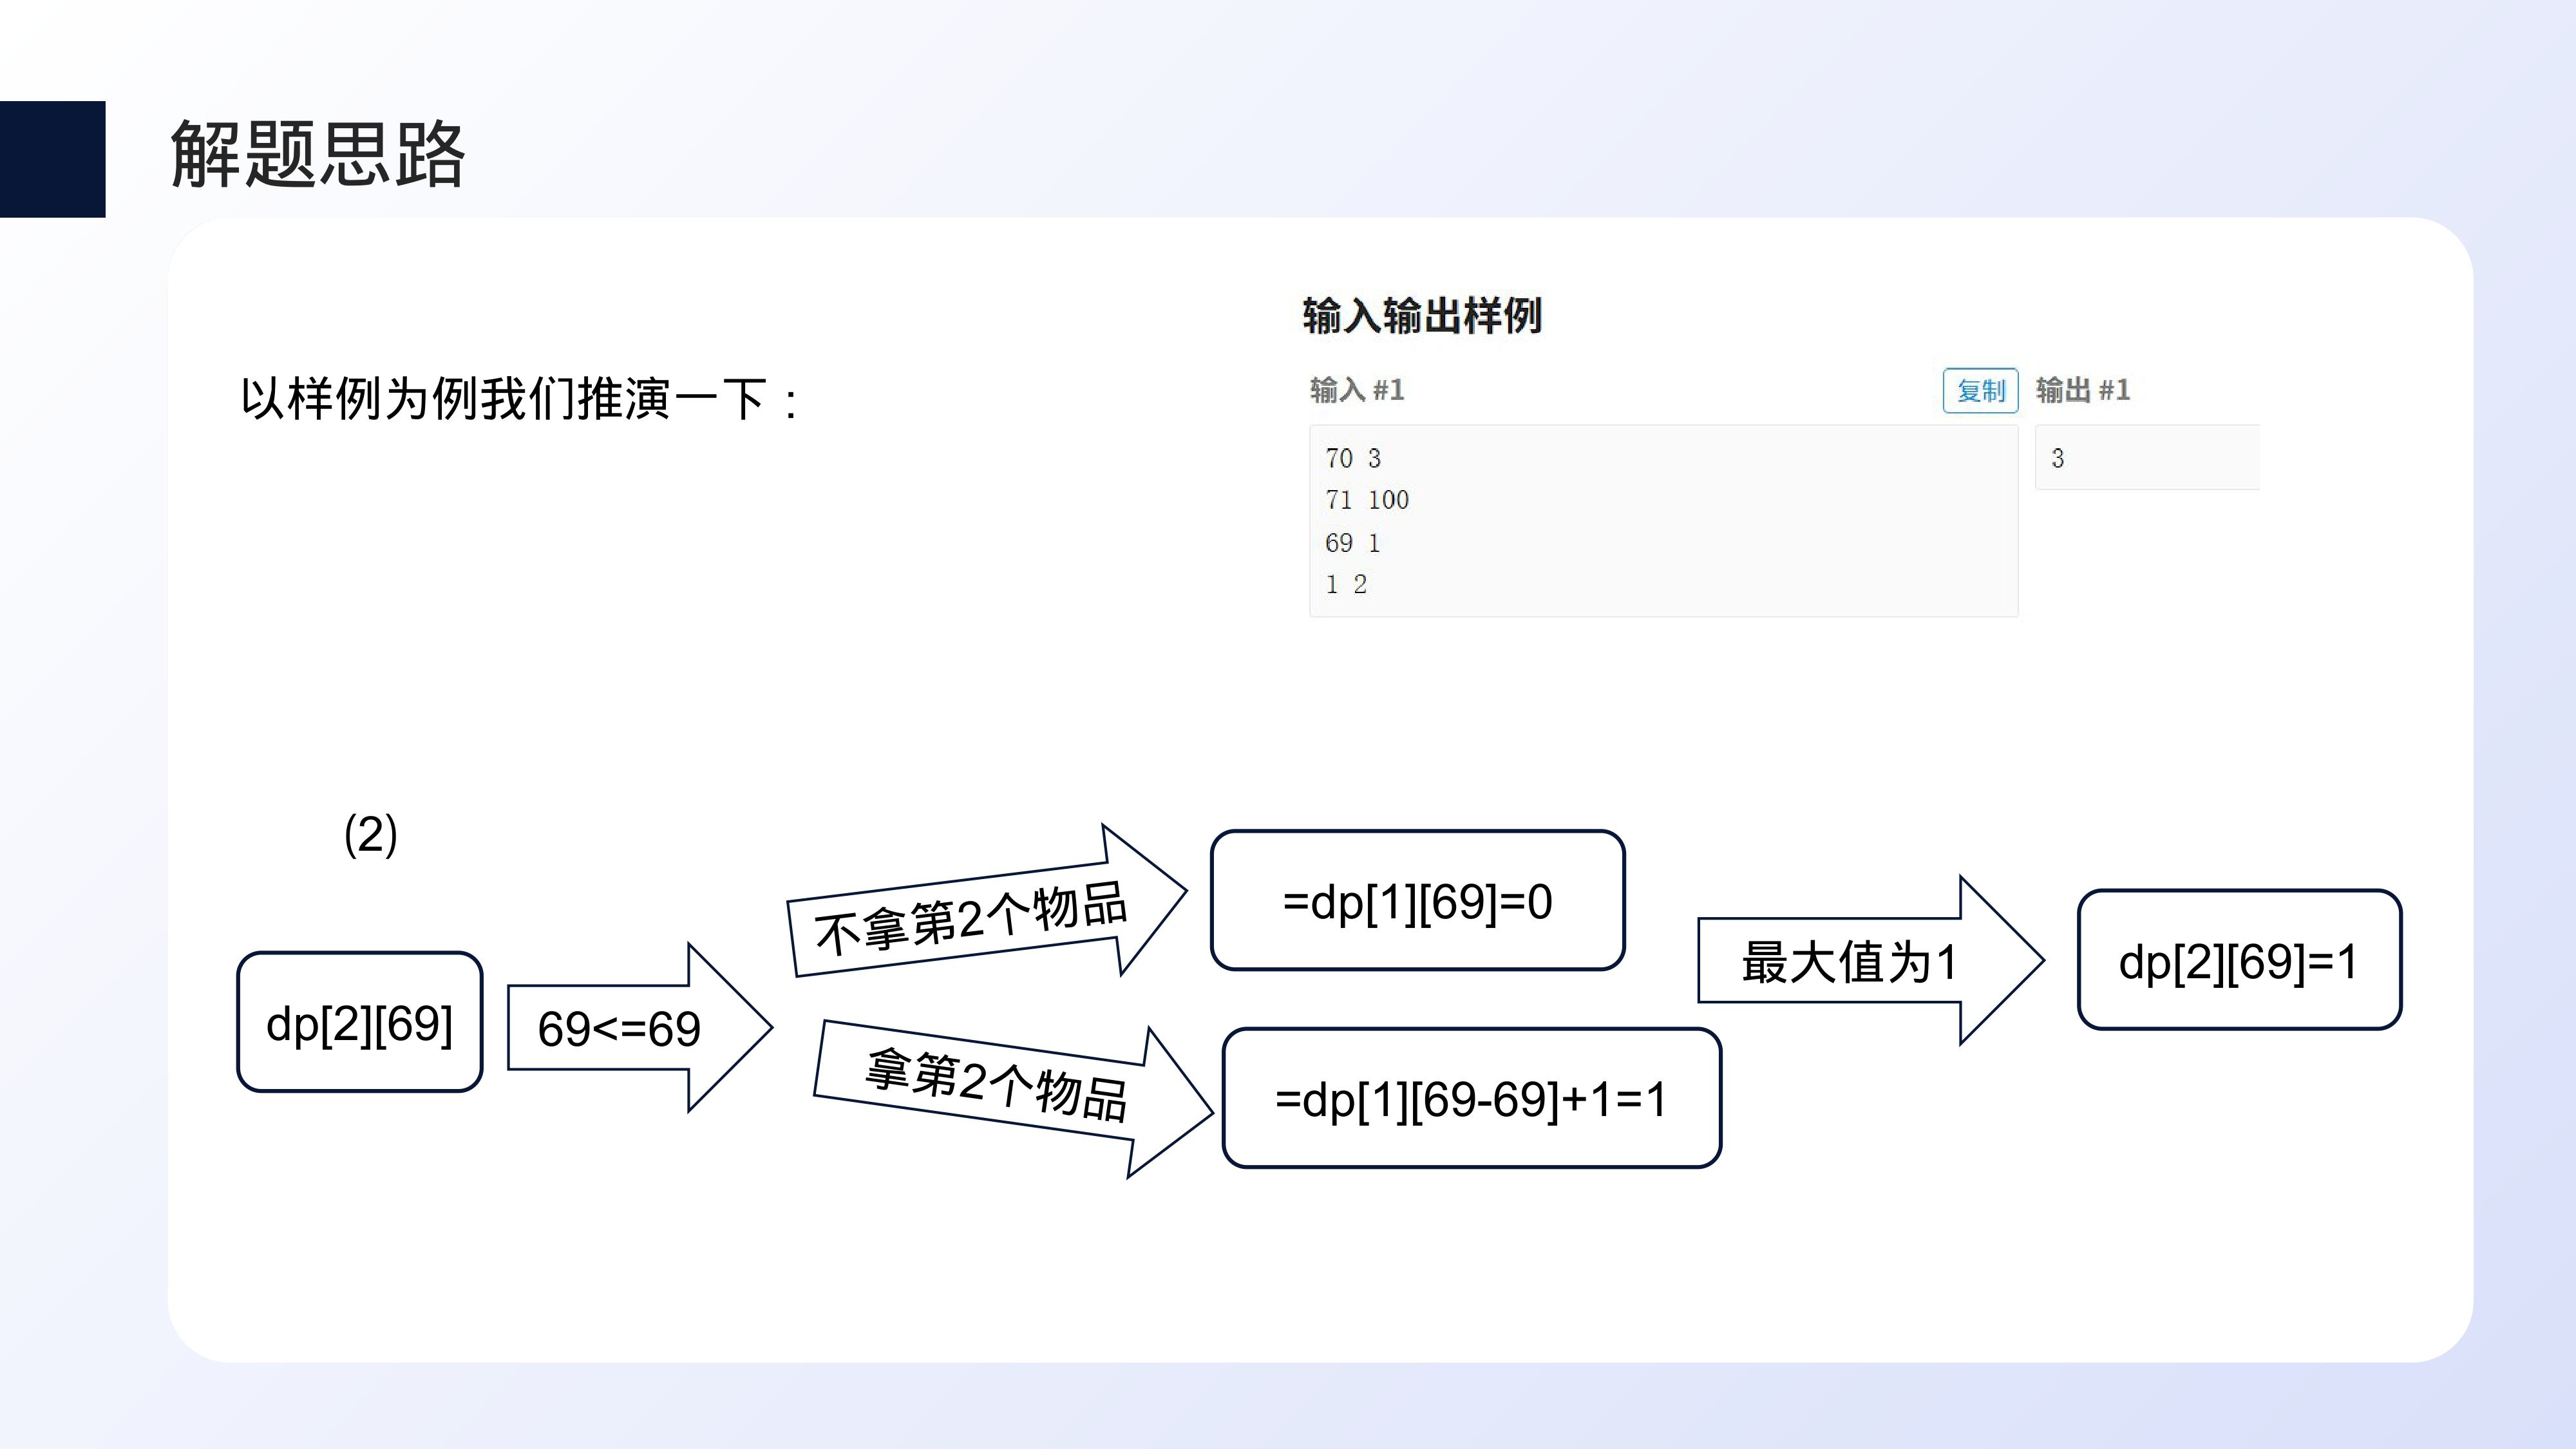 解题思路
以样例为例我们推演一下：
输入输出样例
输入 #1
复制
输出 #1
70 3
71 100
69 1
1 2
3
(2)
dp[2][69]
69<=69
不拿第2个物品
=dp[1][69]=0
拿第2个物品
=dp[1][69-69]+1=1
最大值为1
dp[2][69]=1